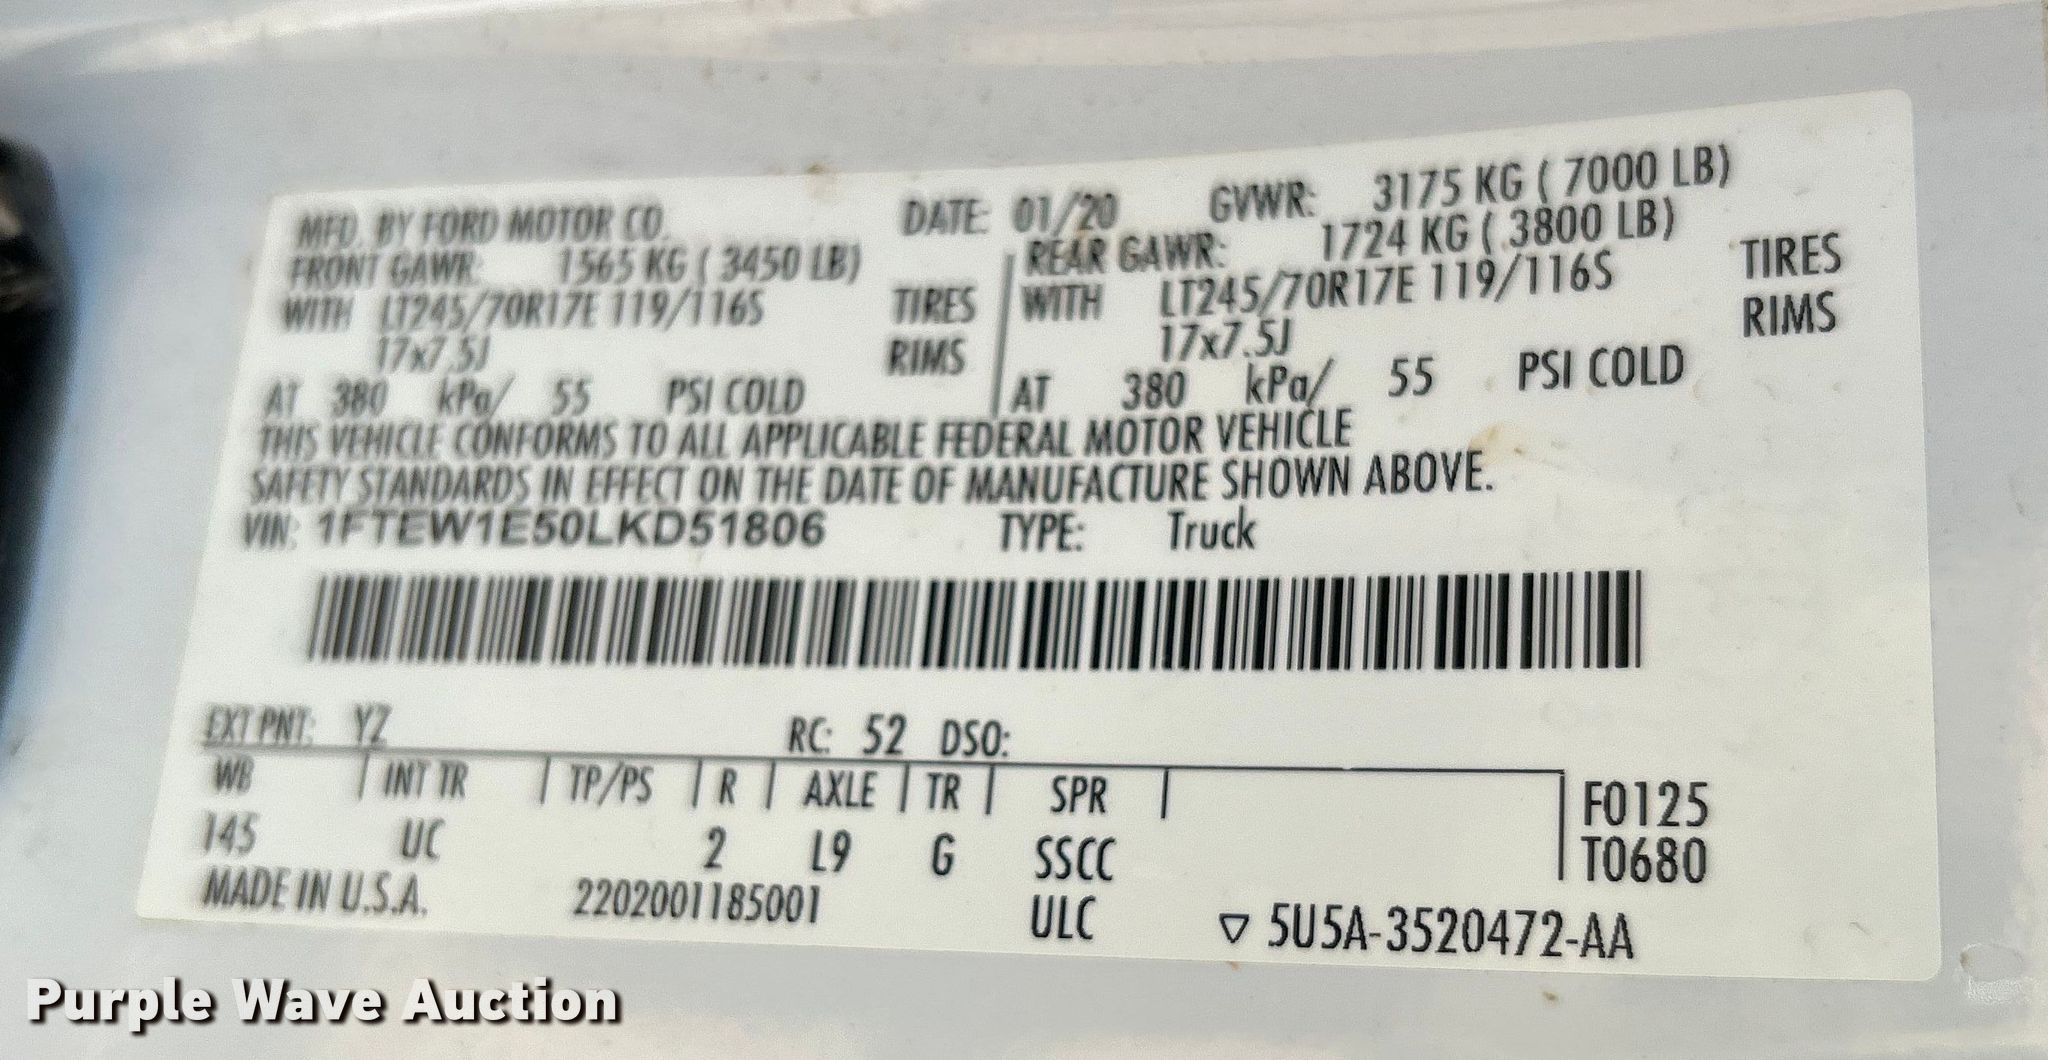 MFD. BY FORD MOTOR CO. DATE: 01/20 GVWR: 3175 KG ( 7000 LB)
FRONT GAWR: 1565 KG ( 3450 LB) REAR GAWR: 1724 KG ( 3800 LB)
WITH LT245/70R17E 119/116S TIRES WITH LT245/70R17E 119/116S TIRES
17x7.5J RIMS 17x7.5J RIMS
AT 380 kPa/ 55 PSI COLD AT 380 kPa/ 55 PSI COLD
THIS VEHICLE CONFORMS TO ALL APPLICABLE FEDERAL MOTOR VEHICLE
SAFETY STANDARDS IN EFFECT ON THE DATE OF MANUFACTURE SHOWN ABOVE.
VIN: 1FTEW1E50LKD51806 TYPE: Truck
EXT PNT: YZ RC: 52 DSO:
WB INT TR TP/PS R AXLE TR SPR F0125
145 UC 2 L9 G SSCC T0680
MADE IN U.S.A. 2202001185001 ULC ▽ 5U5A-3520472-AA
Purple Wave Auction